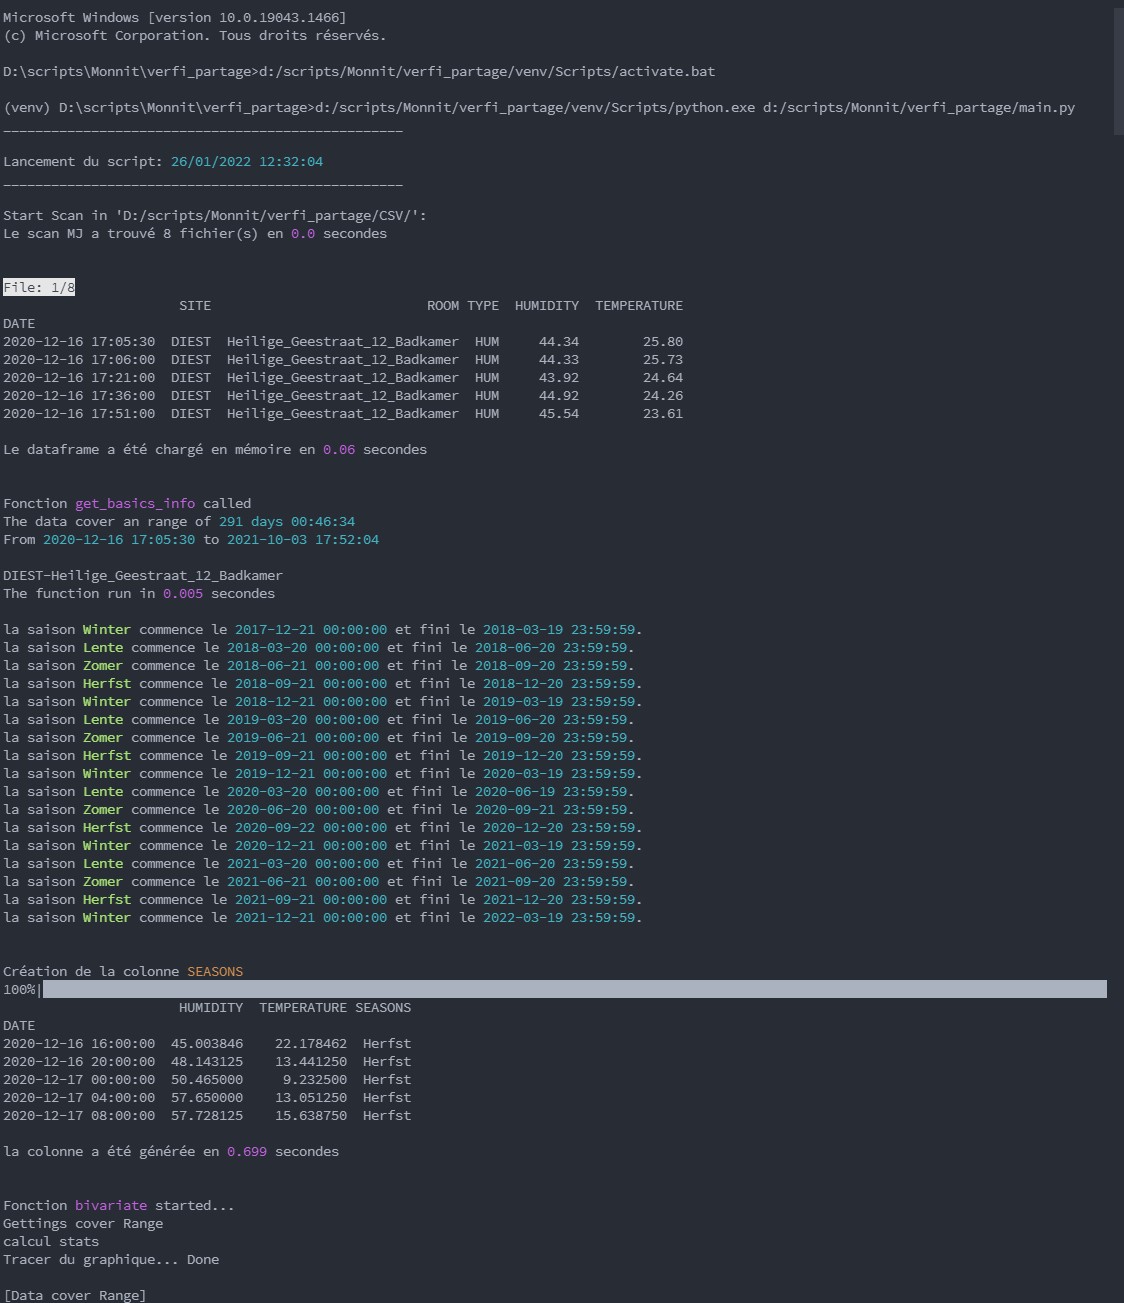 Microsoft Windows [version 10.0.19043.1466]
(c) Microsoft Corporation. Tous droits réservés.
D:\scripts\Monnit\verfi_partage>d:/scripts/Monnit/verfi_partage/venv/Scripts/activate.bat
(venv) D:\scripts\Monnit\verfi_partage>d:/scripts/Monnit/verfi_partage/venv/Scripts/python.exe d:/scripts/Monnit/verfi_partage/main.py
__________________________________________________
Lancement du script: 26/01/2022 12:32:04
__________________________________________________
Start Scan in 'D:/scripts/Monnit/verfi_partage/CSV/':
Le scan MJ a trouvé 8 fichier(s) en 0.0 secondes
File: 1/8
SITE ROOM TYPE HUMIDITY TEMPERATURE
DATE
2020-12-16 17:05:30 DIEST Heilige_Geestraat_12_Badkamer HUM 44.34 25.80
2020-12-16 17:06:00 DIEST Heilige_Geestraat_12_Badkamer HUM 44.33 25.73
2020-12-16 17:21:00 DIEST Heilige_Geestraat_12_Badkamer HUM 43.92 24.64
2020-12-16 17:36:00 DIEST Heilige_Geestraat_12_Badkamer HUM 44.92 24.26
2020-12-16 17:51:00 DIEST Heilige_Geestraat_12_Badkamer HUM 45.54 23.61
Le dataframe a été chargé en mémoire en 0.06 secondes
Fonction get_basics_info called
The data cover an range of 291 days 00:46:34
From 2020-12-16 17:05:30 to 2021-10-03 17:52:04
DIEST-Heilige_Geestraat_12_Badkamer
The function run in 0.005 secondes
la saison Winter commence le 2017-12-21 00:00:00 et fini le 2018-03-19 23:59:59.
la saison Lente commence le 2018-03-20 00:00:00 et fini le 2018-06-20 23:59:59.
la saison Zomer commence le 2018-06-21 00:00:00 et fini le 2018-09-20 23:59:59.
la saison Herfst commence le 2018-09-21 00:00:00 et fini le 2018-12-20 23:59:59.
la saison Winter commence le 2018-12-21 00:00:00 et fini le 2019-03-19 23:59:59.
la saison Lente commence le 2019-03-20 00:00:00 et fini le 2019-06-20 23:59:59.
la saison Zomer commence le 2019-06-21 00:00:00 et fini le 2019-09-20 23:59:59.
la saison Herfst commence le 2019-09-21 00:00:00 et fini le 2019-12-20 23:59:59.
la saison Winter commence le 2019-12-21 00:00:00 et fini le 2020-03-19 23:59:59.
la saison Lente commence le 2020-03-20 00:00:00 et fini le 2020-06-19 23:59:59.
la saison Zomer commence le 2020-06-20 00:00:00 et fini le 2020-09-21 23:59:59.
la saison Herfst commence le 2020-09-22 00:00:00 et fini le 2020-12-20 23:59:59.
la saison Winter commence le 2020-12-21 00:00:00 et fini le 2021-03-19 23:59:59.
la saison Lente commence le 2021-03-20 00:00:00 et fini le 2021-06-20 23:59:59.
la saison Zomer commence le 2021-06-21 00:00:00 et fini le 2021-09-20 23:59:59.
la saison Herfst commence le 2021-09-21 00:00:00 et fini le 2021-12-20 23:59:59.
la saison Winter commence le 2021-12-21 00:00:00 et fini le 2022-03-19 23:59:59.
Création de la colonne SEASONS
100%|
HUMIDITY TEMPERATURE SEASONS
DATE
2020-12-16 16:00:00 45.003846 22.178462 Herfst
2020-12-16 20:00:00 48.143125 13.441250 Herfst
2020-12-17 00:00:00 50.465000 9.232500 Herfst
2020-12-17 04:00:00 57.650000 13.051250 Herfst
2020-12-17 08:00:00 57.728125 15.638750 Herfst
la colonne a été générée en 0.699 secondes
Fonction bivariate started...
Gettings cover Range
calcul stats
Tracer du graphique... Done
[Data cover Range]